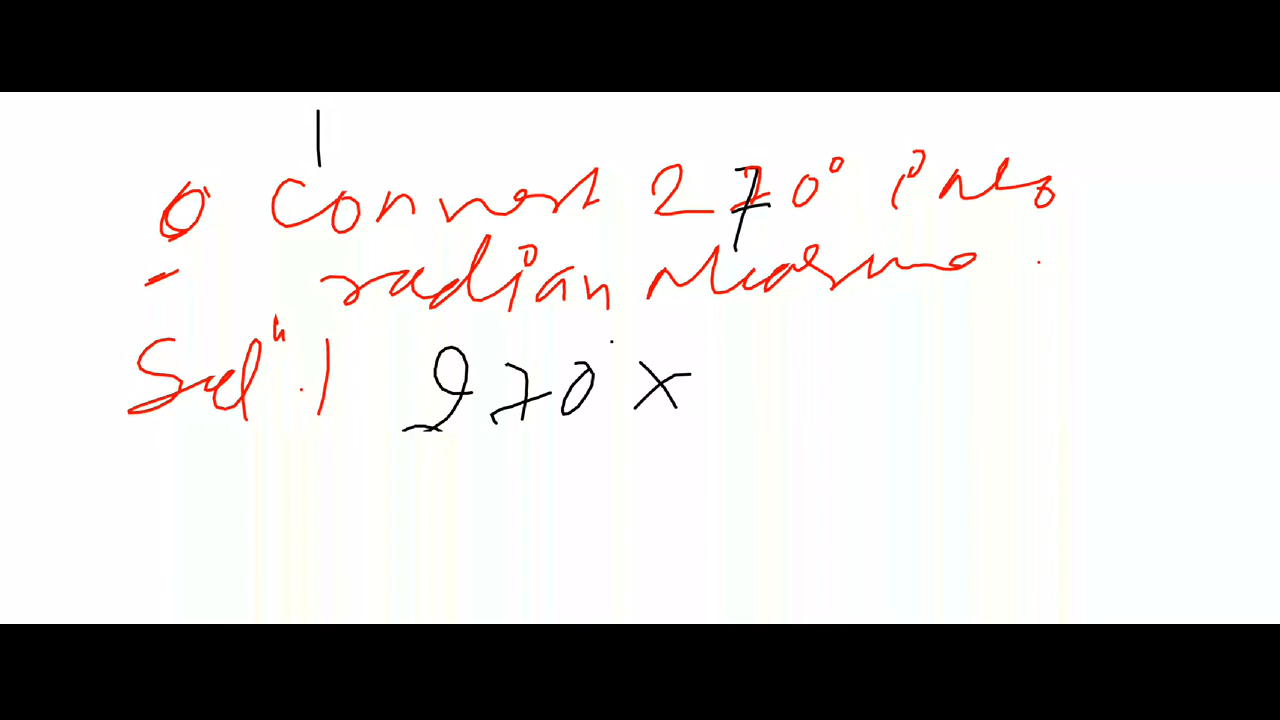 Q Convert 270° into
radian measure.
Solⁿ. 270 ×